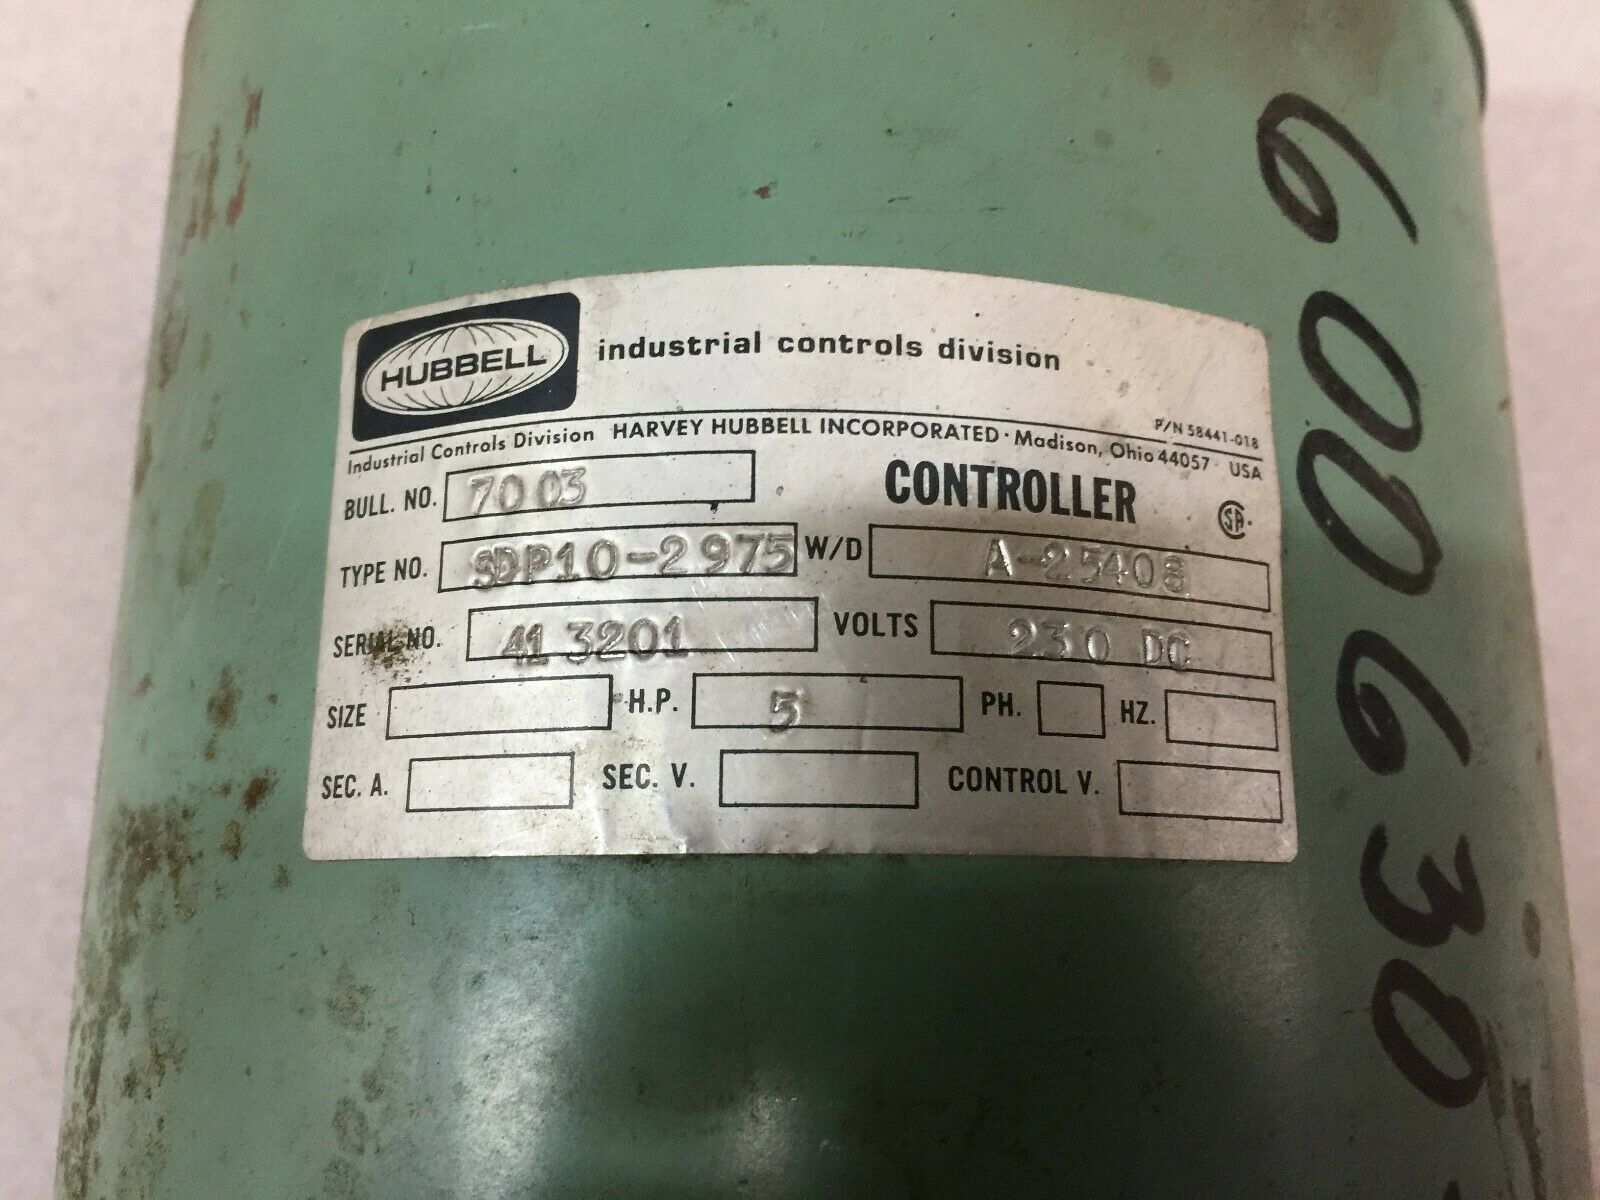 HUBBELL
industrial controls division
P/N 58441-018
Industrial Controls Division HARVEY HUBBELL INCORPORATED · Madison, Ohio 44057 · USA
BULL. NO. 7003 CONTROLLER SA
TYPE NO. SDP10-2975 W/D A-25408
SERIAL NO. 413201 VOLTS 230 DC
SIZE H.P. 5 PH. HZ.
SEC. A. SEC. V. CONTROL V.
600630